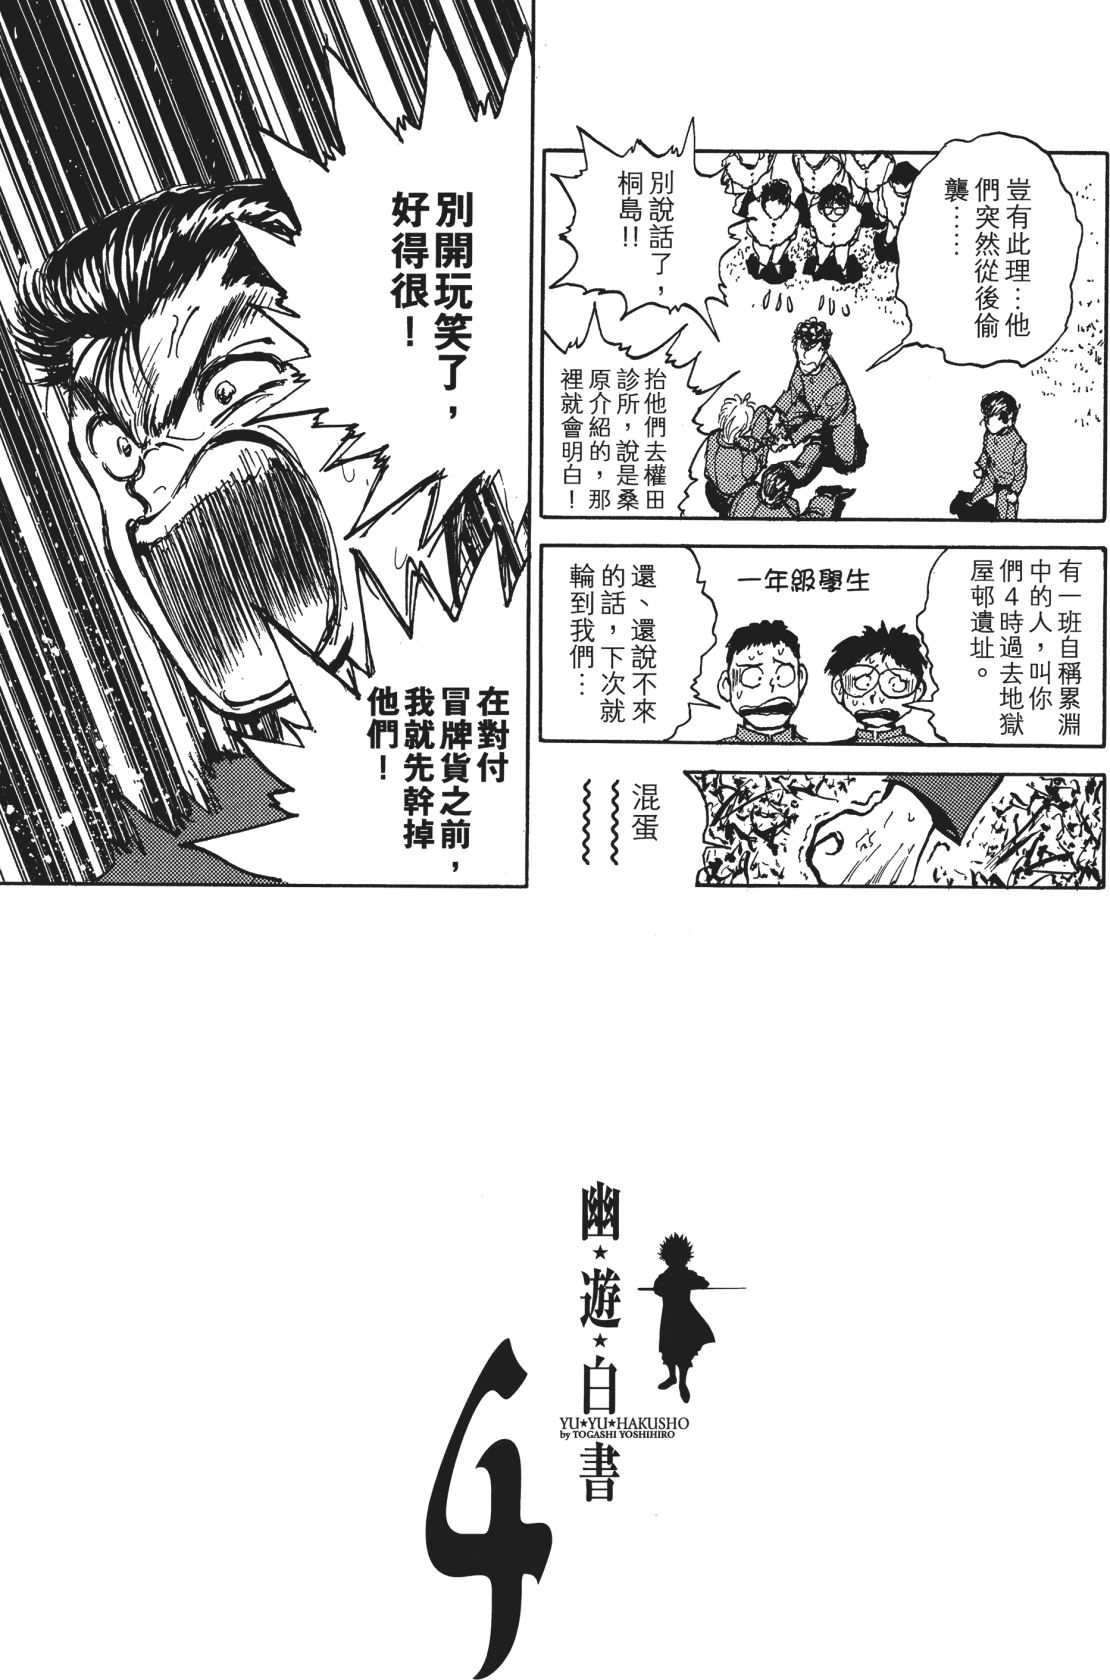 豈有此理…他
們突然從後偷
襲……
別說話了，
桐島!!
抬他們去權田
診所，說是桑
原介紹的，那
裡就會明白！
有一班自稱累淵
中的人，叫你
們4時過去地獄
屋邨遺址。
一年級學生
還、還說不來
的話，下次就
輪到我們…
混蛋
別開玩笑了，
好得很！
在對付
冒牌貨之前，
我就先幹掉
他們！
幽★遊★白書
YU★YU★HAKUSHO
by TOGASHI YOSHIHIRO
4